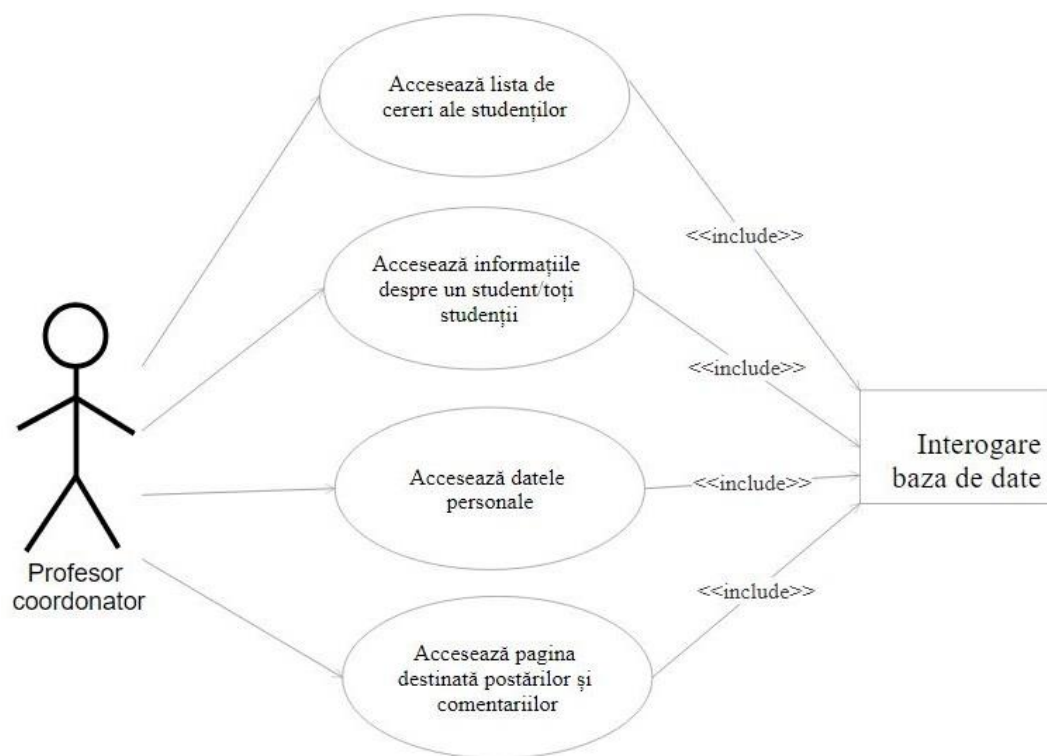 Accesează lista de
cereri ale studenților
<<include>>
Accesează informațiile
despre un student/toți
studenții
<<include>>
Interogare
baza de date
Accesează datele
personale
<<include>>
Profesor
coordonator
<<include>>
Accesează pagina
destinată postărilor și
comentariilor